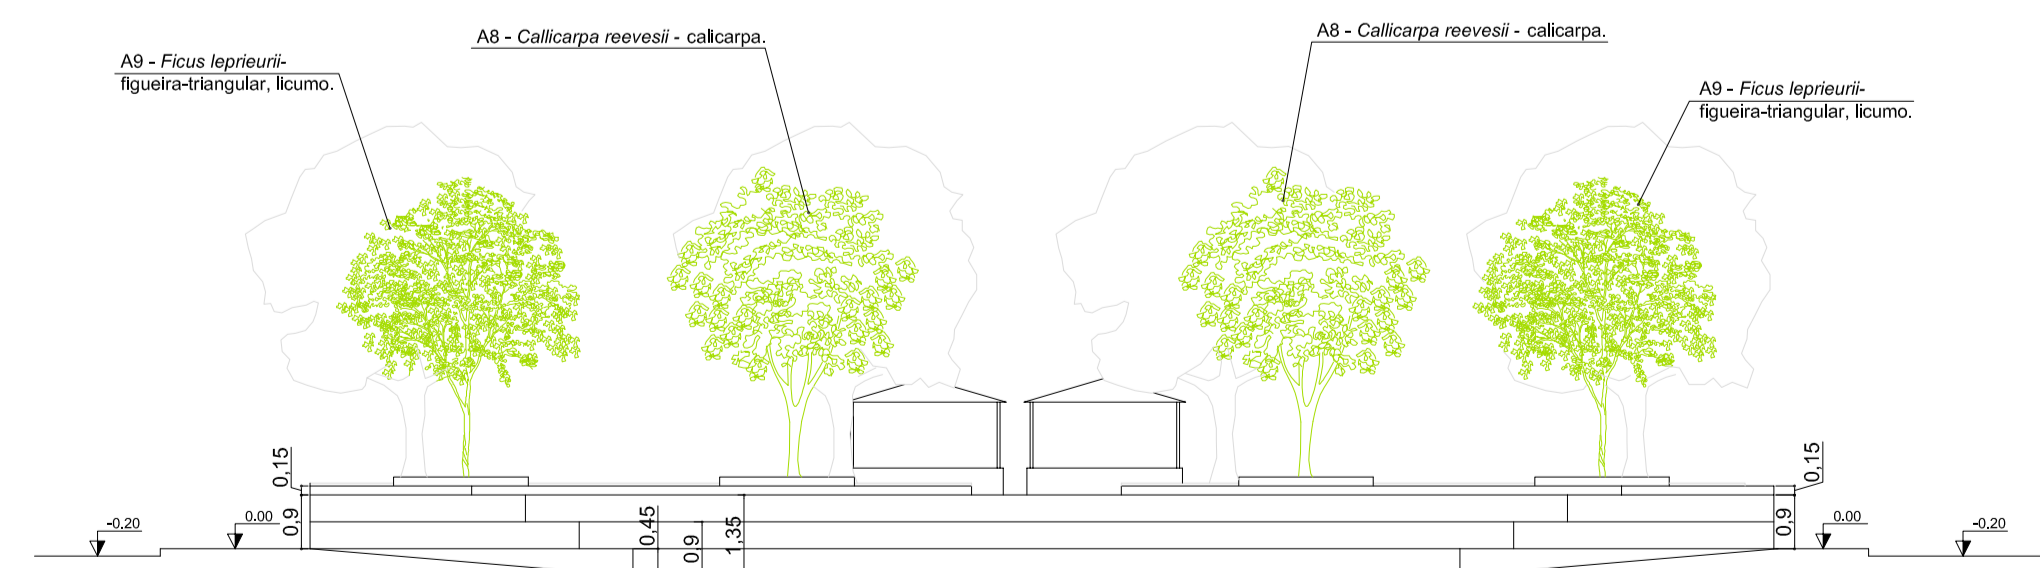 A8 - Callicarpa reevesii - calicarpa.
A8 - Callicarpa reevesii - calicarpa.
A9 - Ficus leprieurii-
figueira-triangular, licumo.
A9 - Ficus leprieurii-
figueira-triangular, licumo.
0,15
0,15
-0.20
0.00
0,9
0,45
0,9
1,35
0,9
0.00
-0.20